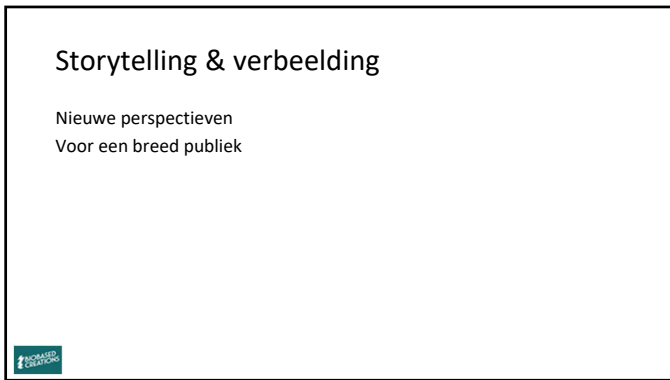 Storytelling & verbeelding
Nieuwe perspectieven
Voor een breed publiek
BIOBASED
CREATIONS